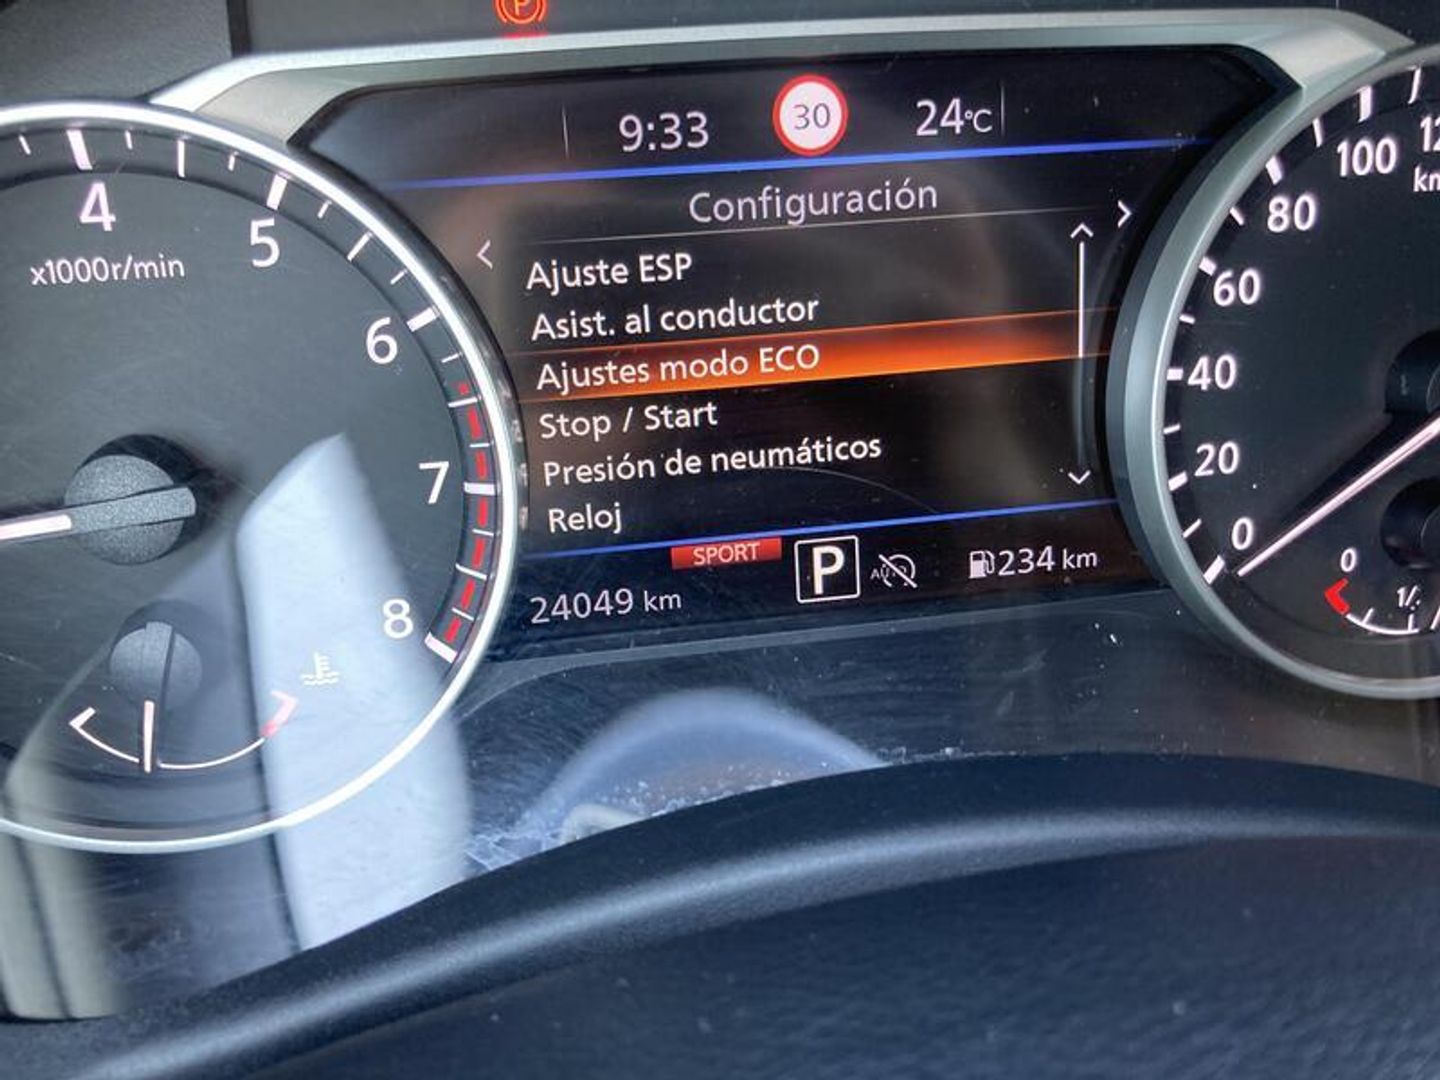 P
9:33 30 24°C
Configuración
Ajuste ESP
Asist. al conductor
Ajustes modo ECO
Stop / Start
Presión de neumáticos
Reloj
SPORT P 234 km
24049 km
4 5 6 7 8
x1000r/min
0 20 40 60 80 100
0